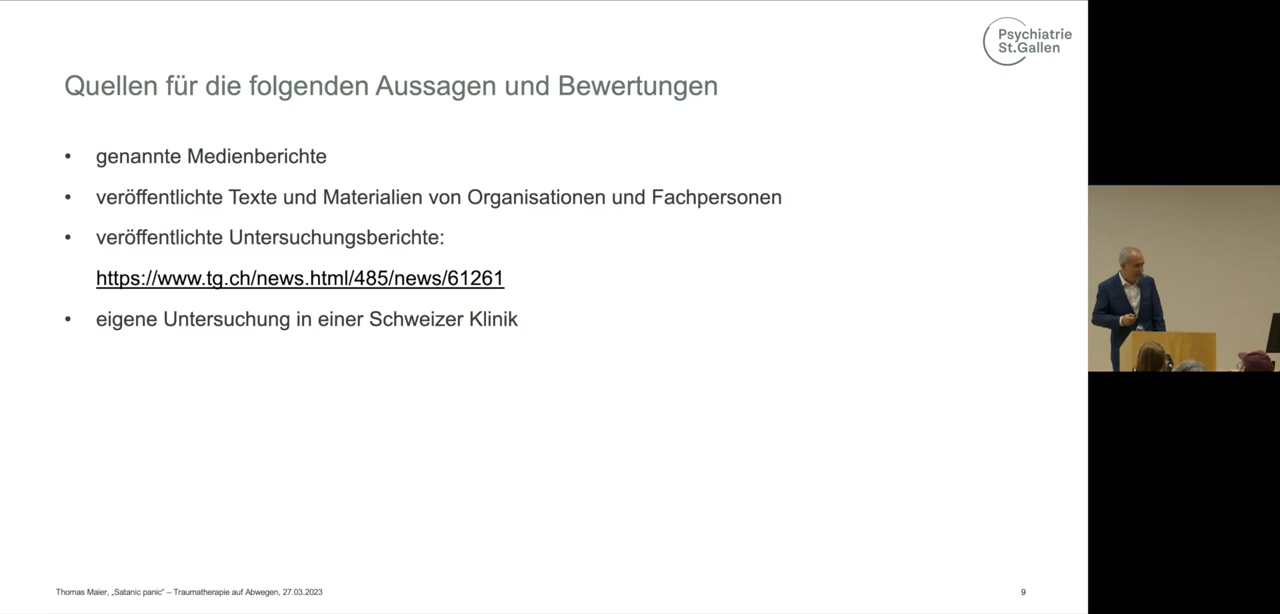 Psychiatrie
St.Gallen
Quellen für die folgenden Aussagen und Bewertungen
• genannte Medienberichte
• veröffentlichte Texte und Materialien von Organisationen und Fachpersonen
• veröffentlichte Untersuchungsberichte:
https://www.tg.ch/news.html/485/news/61261
• eigene Untersuchung in einer Schweizer Klinik
Thomas Maier, „Satanic panic“ – Traumatherapie auf Abwegen, 27.03.2023
9